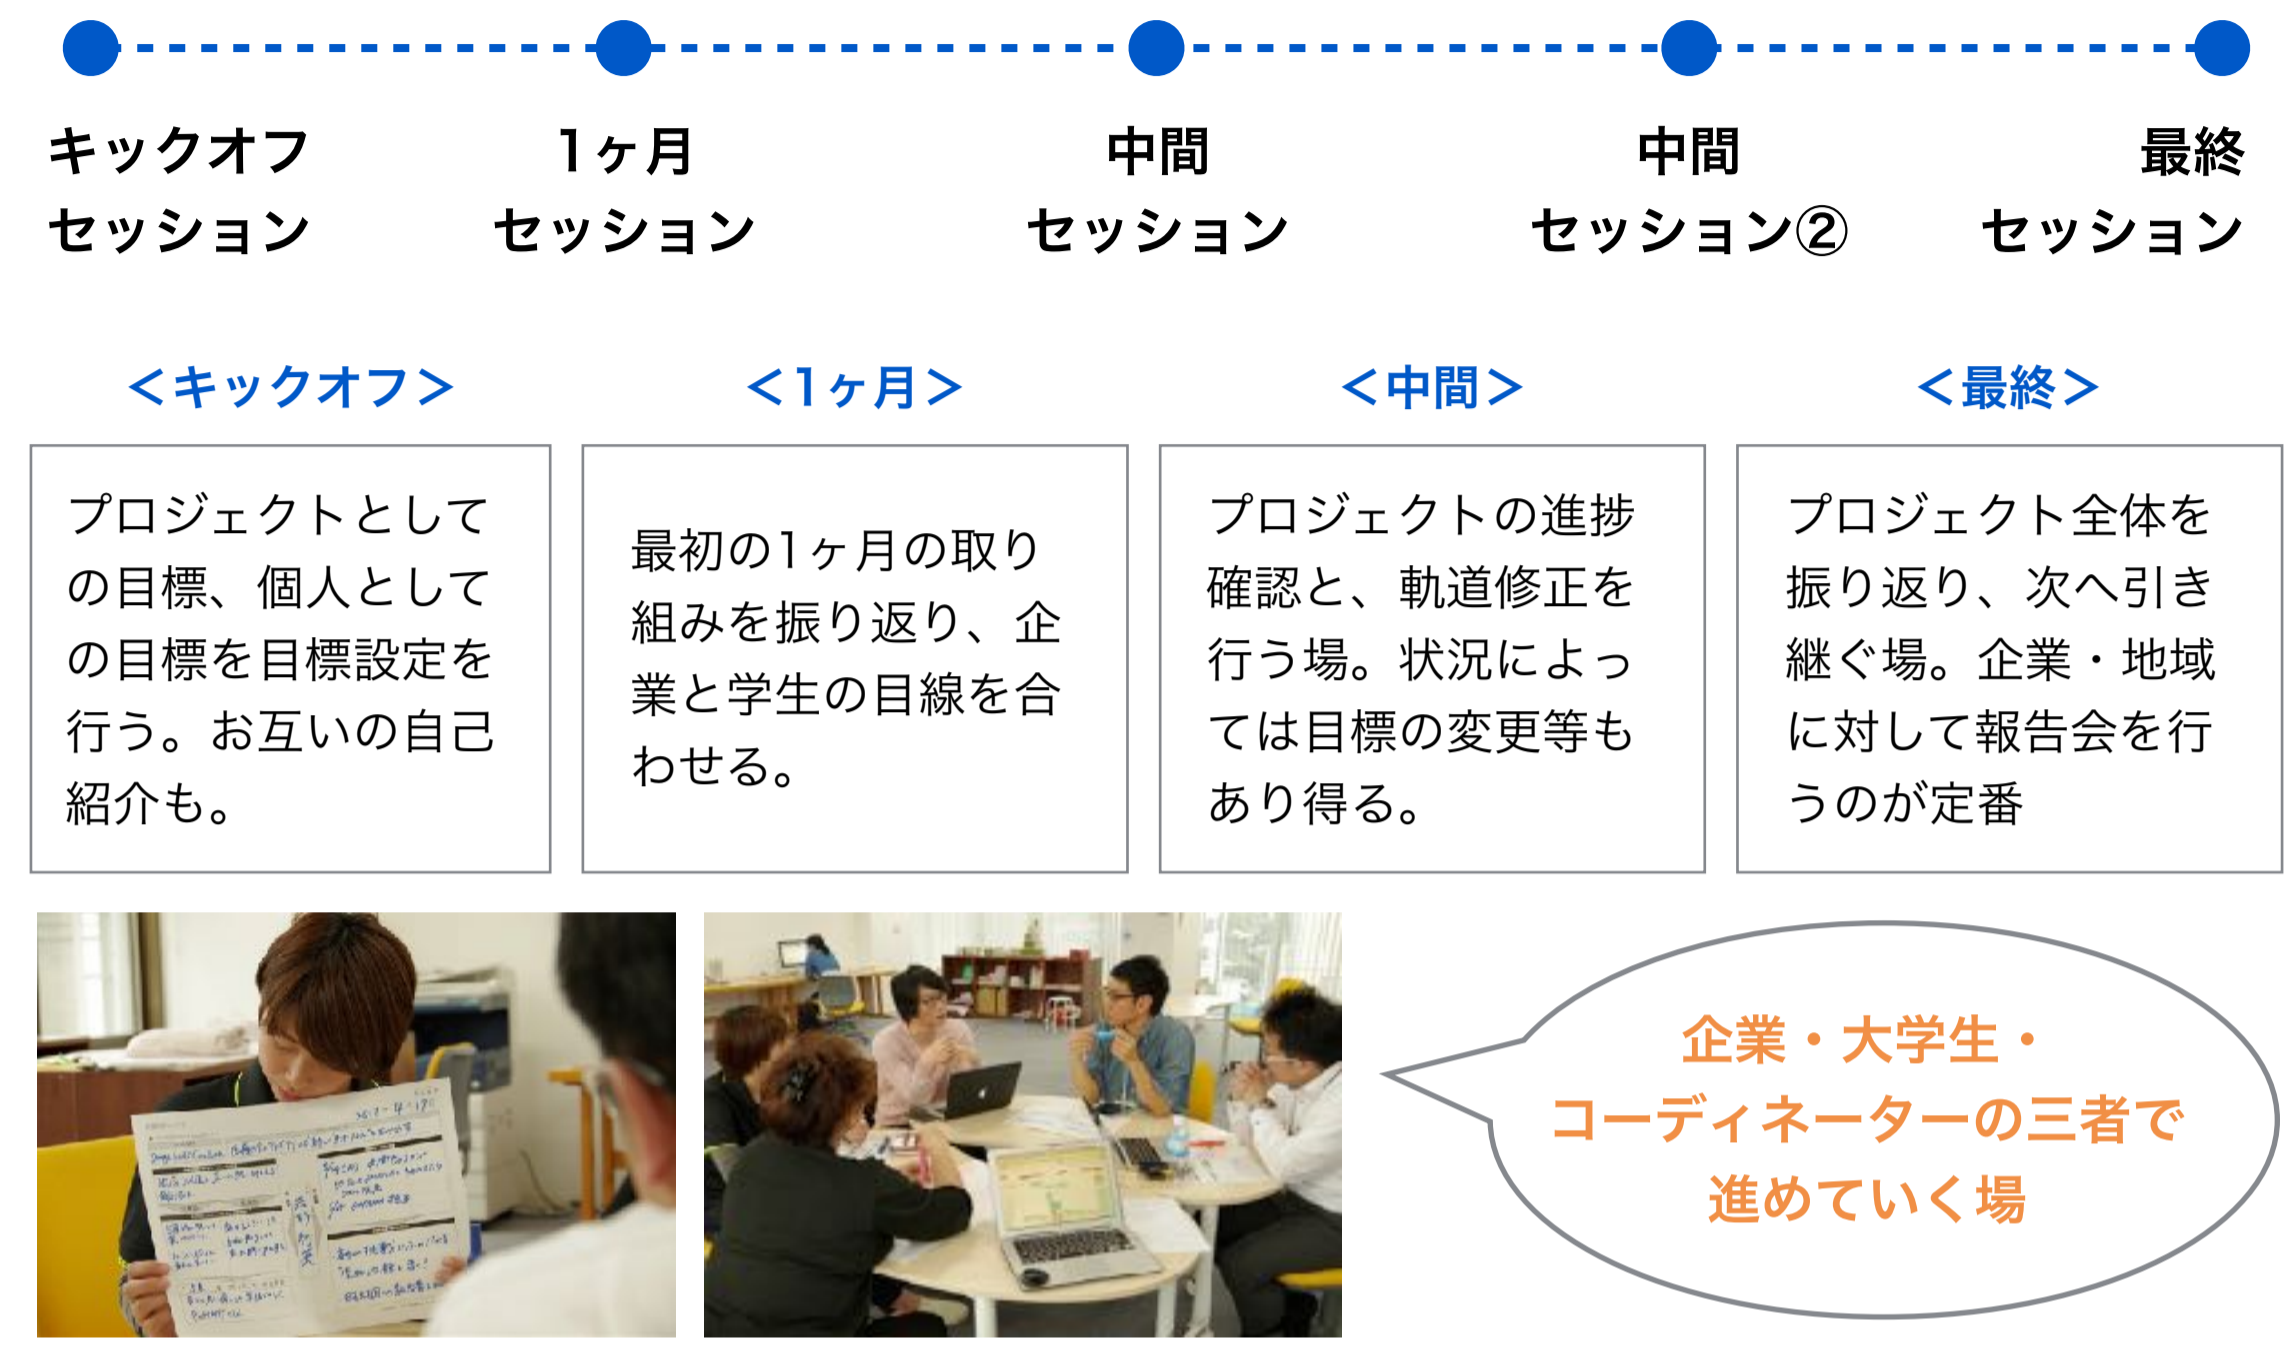 キックオフ
セッション
1ヶ月
セッション
中間
セッション
中間
セッション②
最終
セッション
＜キックオフ＞
プロジェクトとして
の目標、個人として
の目標を目標設定を
行う。お互いの自己
紹介も。
＜1ヶ月＞
最初の1ヶ月の取り
組みを振り返り、企
業と学生の目線を合
わせる。
＜中間＞
プロジェクトの進捗
確認と、軌道修正を
行う場。状況によっ
ては目標の変更等も
あり得る。
＜最終＞
プロジェクト全体を
振り返り、次へ引き
継ぐ場。企業・地域
に対して報告会を行
うのが定番
企業・大学生・
コーディネーターの三者で
進めていく場